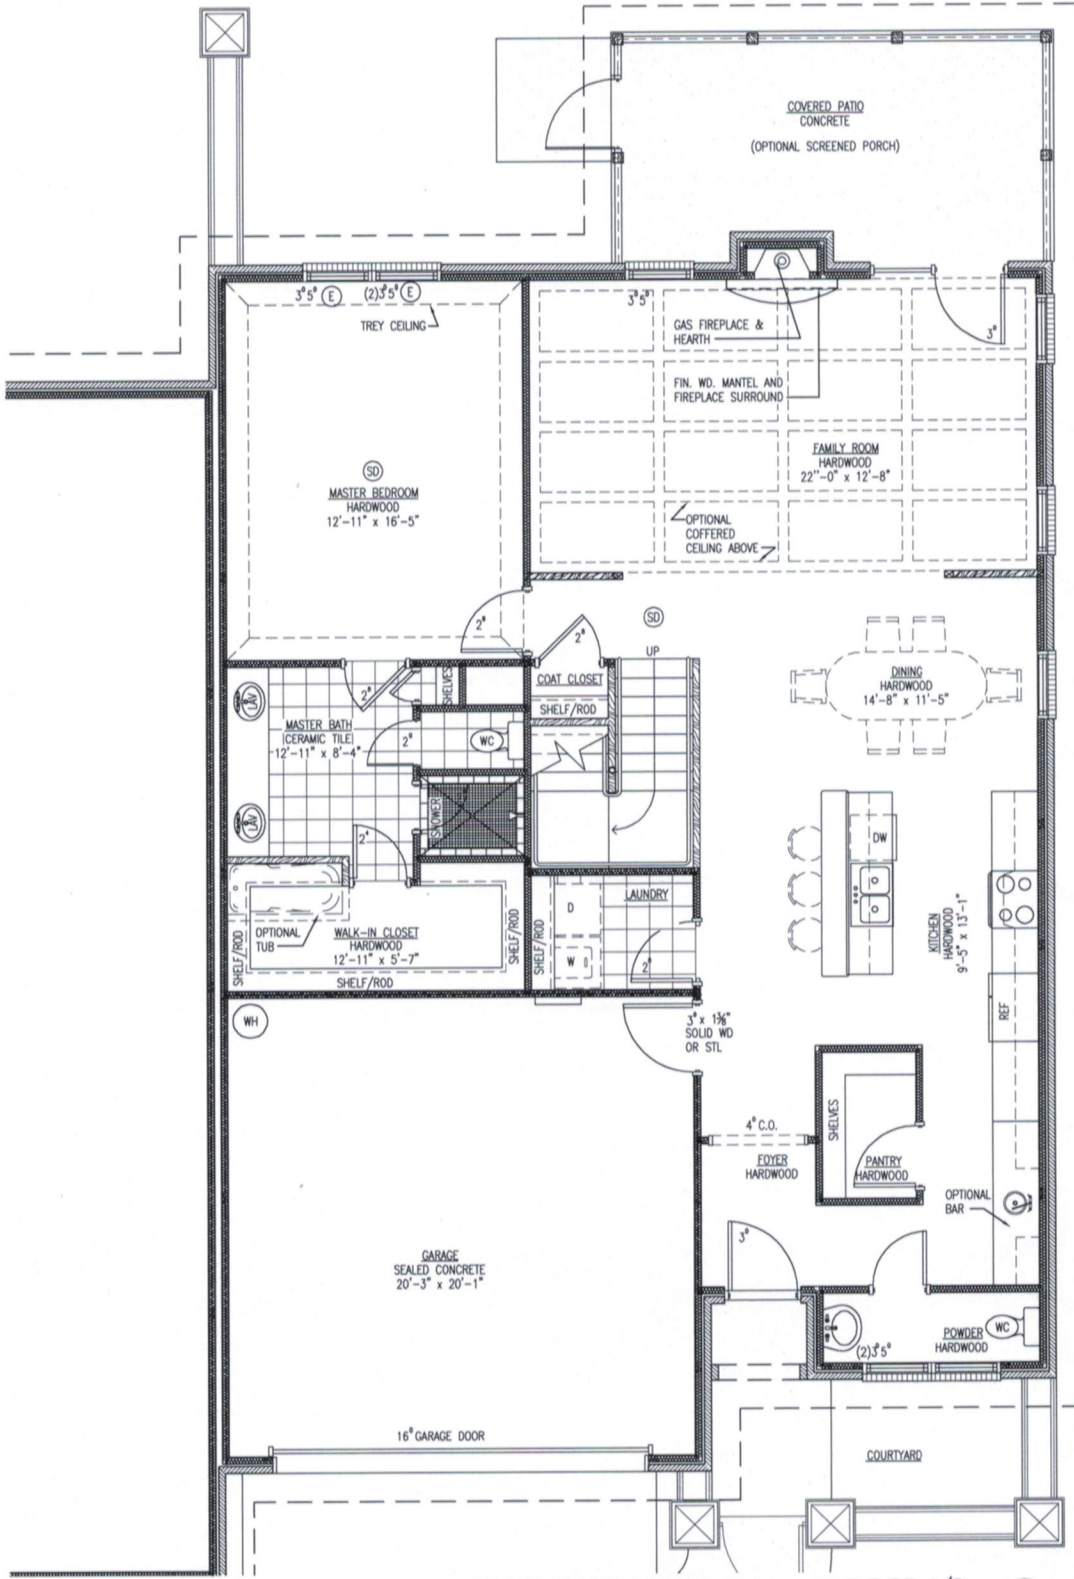 COVERED PATIO
CONCRETE
(OPTIONAL SCREENED PORCH)
3⁰5⁰ E (2)3⁰5⁰ E
TREY CEILING
3⁰5⁰
GAS FIREPLACE &
HEARTH
3⁰
FIN. WD. MANTEL AND
FIREPLACE SURROUND
FAMILY ROOM
HARDWOOD
22''-0" x 12'-8"
SD
MASTER BEDROOM
HARDWOOD
12'-11" x 16'-5"
OPTIONAL
COFFERED
CEILING ABOVE
2⁸
SD
2⁸
UP
COAT CLOSET
SHELF/ROD
DINING
HARDWOOD
14'-8" x 11'-5"
SHELVES
2⁸
LAV
MASTER BATH
(CERAMIC TILE)
12'-11" x 8'-4"
2⁸
WC
SHOWER
LAV
2⁴
DW
LAUNDRY
D
W
2⁸
SHELF/ROD
KITCHEN
HARDWOOD
9'-5" x 13'-1"
OPTIONAL
TUB
WALK-IN CLOSET
HARDWOOD
12'-11" x 5'-7"
SHELF/ROD
SHELF/ROD
SHELF/ROD
WH
3⁰ x 1⅜"
SOLID WD
OR STL
REF
SHELVES
4⁰ C.O.
FOYER
HARDWOOD
PANTRY
HARDWOOD
OPTIONAL
BAR
3⁰
GARAGE
SEALED CONCRETE
20'-3" x 20'-1"
POWDER
HARDWOOD
WC
(2)3⁰5⁰
16⁰ GARAGE DOOR
COURTYARD